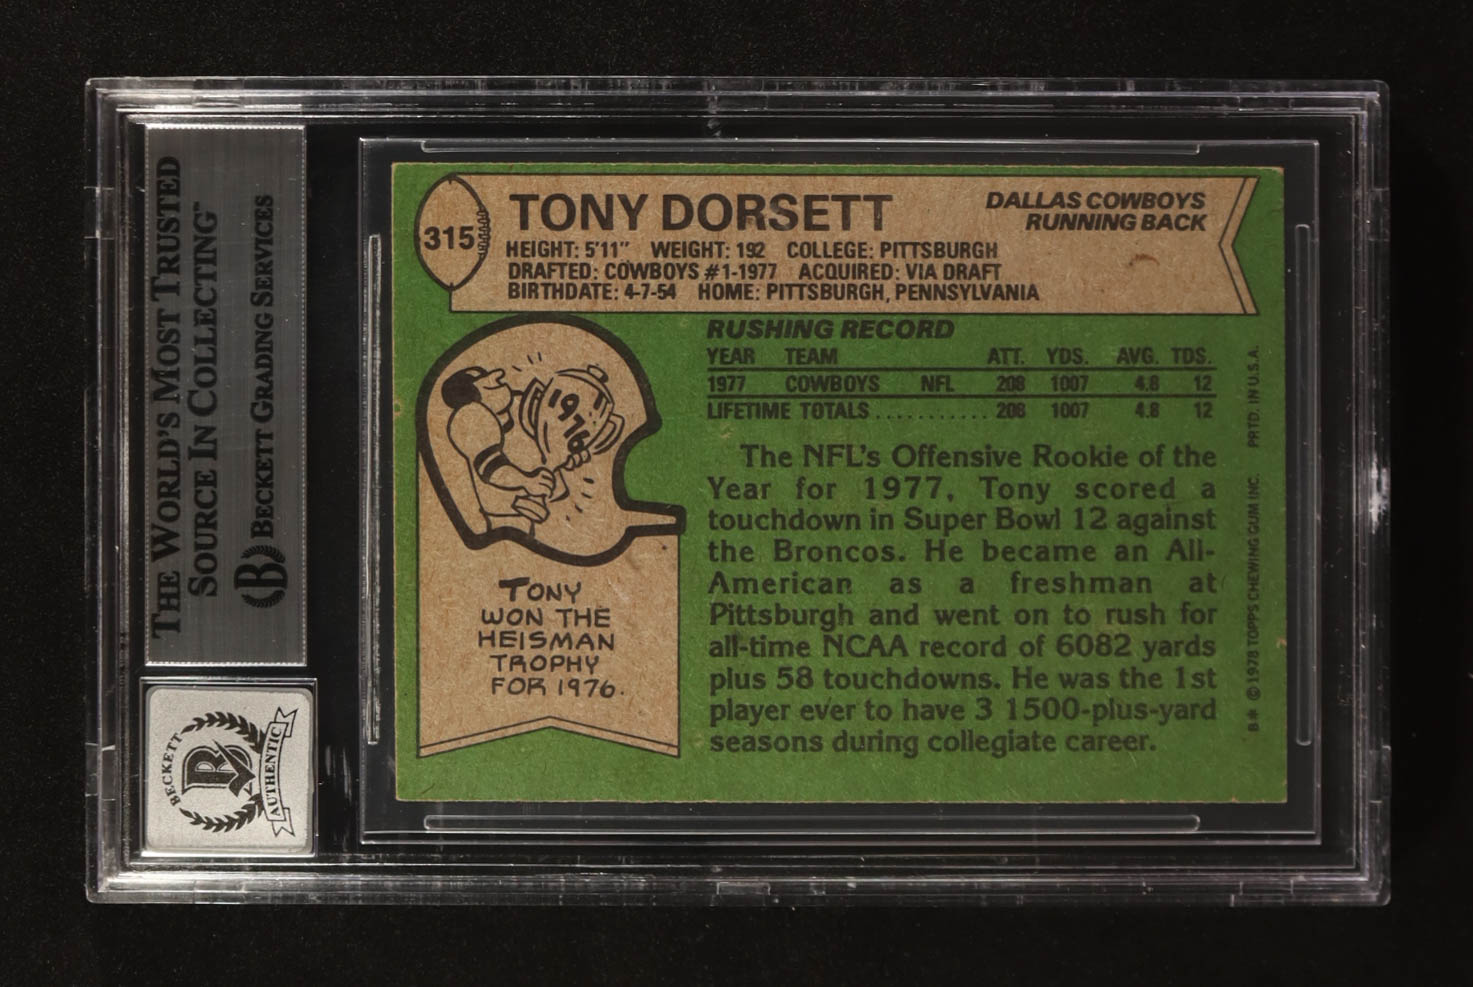 THE WORLD'S MOST TRUSTED
SOURCE IN COLLECTING™
BECKETT GRADING SERVICES
B
BECKETT
B
AUTHENTIC
315
TONY DORSETT
DALLAS COWBOYS
RUNNING BACK
HEIGHT: 5'11" WEIGHT: 192 COLLEGE: PITTSBURGH
DRAFTED: COWBOYS #1-1977 ACQUIRED: VIA DRAFT
BIRTHDATE: 4-7-54 HOME: PITTSBURGH, PENNSYLVANIA
RUSHING RECORD
YEAR TEAM ATT. YDS. AVG. TDS.
1977 COWBOYS NFL 208 1007 4.8 12
LIFETIME TOTALS........... 208 1007 4.8 12
1976
TONY
WON THE
HEISMAN
TROPHY
FOR 1976.
The NFL's Offensive Rookie of the
Year for 1977, Tony scored a
touchdown in Super Bowl 12 against
the Broncos. He became an All-
American as a freshman at
Pittsburgh and went on to rush for
all-time NCAA record of 6082 yards
plus 58 touchdowns. He was the 1st
player ever to have 3 1500-plus-yard
seasons during collegiate career.
B* © 1978 TOPPS CHEWING GUM INC. PRTD. IN U.S.A.